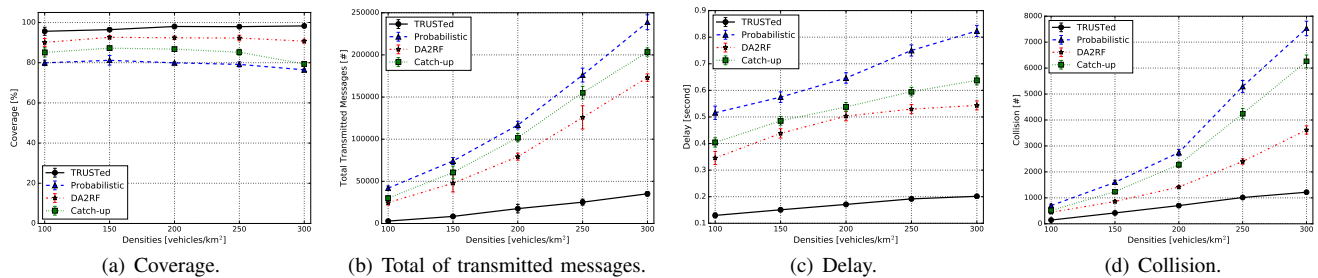 100
80
60
40
20
0
Coverage [%]
TRUSTed
Probabilistic
DA2RF
Catch-up
100 150 200 250 300
Densities [vehicles/km²]
(a) Coverage.
250000
200000
150000
100000
50000
0
Total Transmitted Messages [#]
TRUSTed
Probabilistic
DA2RF
Catch-up
100 150 200 250 300
Densities [vehicles/km²]
(b) Total of transmitted messages.
0.9
0.8
0.7
0.6
0.5
0.4
0.3
0.2
0.1
Delay [second]
TRUSTed
Probabilistic
DA2RF
Catch-up
100 150 200 250 300
Densities [vehicles/km²]
(c) Delay.
8000
7000
6000
5000
4000
3000
2000
1000
0
Collision [#]
TRUSTed
Probabilistic
DA2RF
Catch-up
100 150 200 250 300
Densities [vehicles/km²]
(d) Collision.